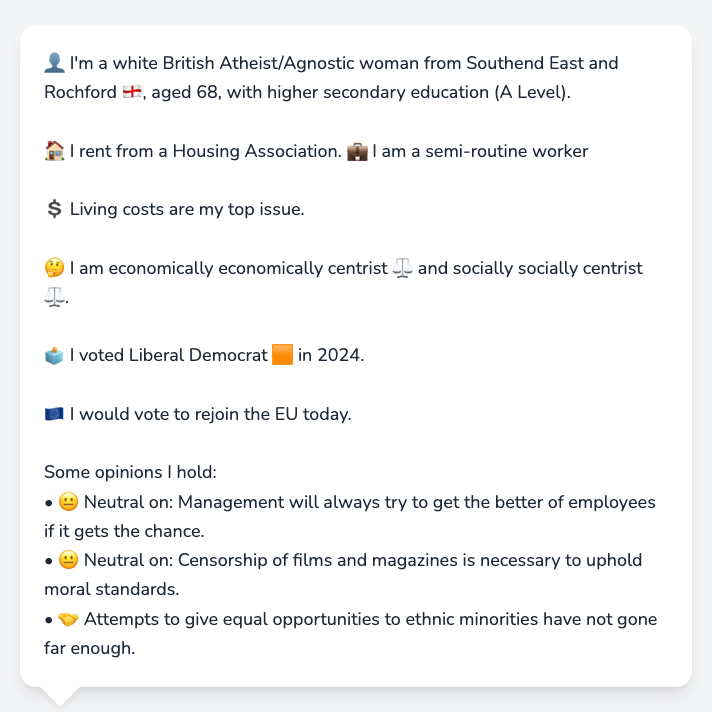 👤 I'm a white British Atheist/Agnostic woman from Southend East and
Rochford 🏴󠁧󠁢󠁥󠁮󠁧󠁿, aged 68, with higher secondary education (A Level).
🏠 I rent from a Housing Association. 💼 I am a semi-routine worker
💲 Living costs are my top issue.
🤔 I am economically economically centrist ⚖️ and socially socially centrist
⚖️.
🗳️ I voted Liberal Democrat 🟧 in 2024.
🇪🇺 I would vote to rejoin the EU today.
Some opinions I hold:
• 😐 Neutral on: Management will always try to get the better of employees
if it gets the chance.
• 😐 Neutral on: Censorship of films and magazines is necessary to uphold
moral standards.
• 🤝 Attempts to give equal opportunities to ethnic minorities have not gone
far enough.